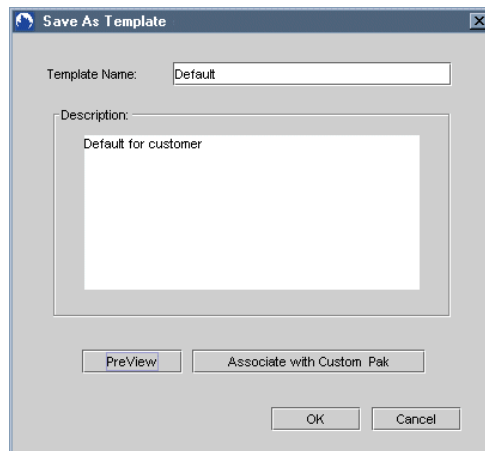 Save As Template
Template Name: Default
Description:
Default for customer
PreView Associate with Custom Pak
OK Cancel